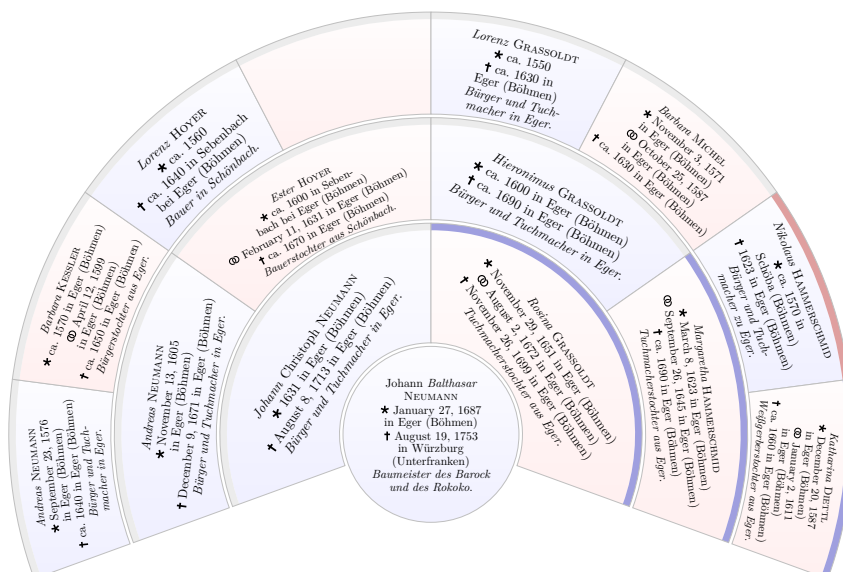 Johann Balthasar
NEUMANN
* January 27, 1687
in Eger (Böhmen)
† August 19, 1753
in Würzburg
(Unterfranken)
Baumeister des Barock
und des Rokoko.
Johann Christoph NEUMANN
* 1631 in Eger (Böhmen)
† August 8, 1713 in Eger (Böhmen)
Bürger und Tuchmacher in Eger.
Rosina GRASSOLDT
* November 29, 1651 in Eger (Böhmen)
⚭ August 2, 1672 in Eger (Böhmen)
† November 26, 1699 in Eger (Böhmen)
Tuchmacherstochter aus Eger.
Andreas NEUMANN
* November 13, 1605
in Eger (Böhmen)
† December 9, 1671 in Eger (Böhmen)
Bürger und Tuchmacher in Eger.
Ester HOYER
* ca. 1600 in Seben-
bach bei Eger (Böhmen)
⚭ February 11, 1631 in Eger (Böhmen)
† ca. 1670 in Eger (Böhmen)
Bauerstochter aus Schönbach.
Hieronimus GRASSOLDT
* ca. 1600 in Eger (Böhmen)
† ca. 1690 in Eger (Böhmen)
Bürger und Tuchmacher in Eger.
Margaretha HAMMERSCHMID
* March 8, 1623 in Eger (Böhmen)
⚭ September 26, 1645 in Eger (Böhmen)
† ca. 1690 in Eger (Böhmen)
Tuchmacherstochter aus Eger.
Andreas NEUMANN
* September 23, 1576
in Eger (Böhmen)
† ca. 1640 in Eger (Böhmen)
Bürger und Tuch-
macher in Eger.
Barbara KESSLER
* ca. 1570 in Eger (Böhmen)
⚭ April 12, 1599
in Eger (Böhmen)
† ca. 1650 in Eger (Böhmen)
Bürgerstochter aus Eger.
Lorenz HOYER
* ca. 1560
† ca. 1640 in Sebenbach
bei Eger (Böhmen)
Bauer in Schönbach.
Lorenz GRASSOLDT
* ca. 1550
† ca. 1630 in
Eger (Böhmen)
Bürger und Tuch-
macher in Eger.
Barbara MICHEL
* November 3, 1571
in Eger (Böhmen)
⚭ October 25, 1587
in Eger (Böhmen)
† ca. 1630 in Eger (Böhmen)
Nikolaus HAMMERSCHMID
* ca. 1570 in
Schöbs. (Böhmen)
† 1623 in Eger (Böhmen)
Bürger und Tuch-
macher zu Eger.
Katharina DIETTL
* December 20, 1587
in Eger (Böhmen)
⚭ January 2, 1611
in Eger (Böhmen)
† ca. 1660 in Eger (Böhmen)
Weißgerberstochter aus Eger.